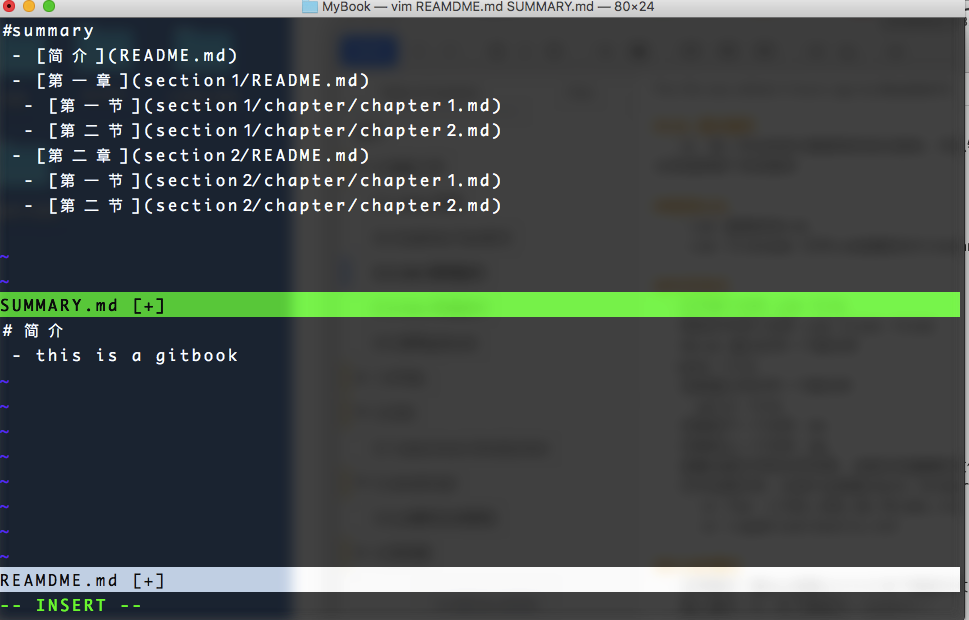 MyBook — vim REAMDME.md SUMMARY.md — 80×24
#summary
- [简介](README.md)
- [第一章](section1/README.md)
- [第一节](section1/chapter/chapter1.md)
- [第二节](section1/chapter/chapter2.md)
- [第二章](section2/README.md)
- [第一节](section2/chapter/chapter1.md)
- [第二节](section2/chapter/chapter2.md)
~
~
SUMMARY.md [+]
# 简介
- this is a gitbook
~
~
~
~
~
~
~
~
REAMDME.md [+]
-- INSERT --